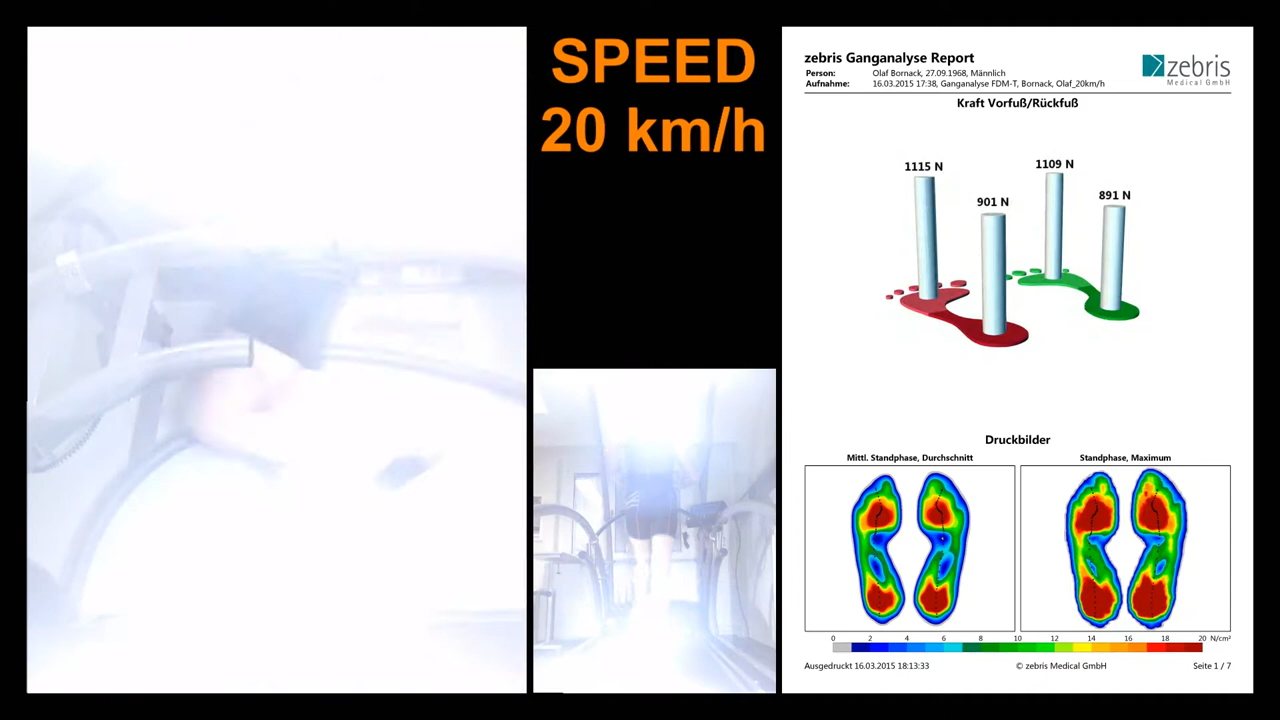 SPEED
20 km/h
zebris Ganganalyse Report
zebris
Medical GmbH
Person: Olaf Bornack, 27.09.1968, Männlich
Aufnahme: 16.03.2015 17:38, Ganganalyse FDM-T, Bornack, Olaf_20km/h
Kraft Vorfuß/Rückfuß
1115 N
901 N
1109 N
891 N
Druckbilder
Mittl. Standphase, Durchschnitt
Standphase, Maximum
0 2 4 6 8 10 12 14 16 18 20 N/cm²
Ausgedruckt 16.03.2015 18:13:33
© zebris Medical GmbH
Seite 1 / 7